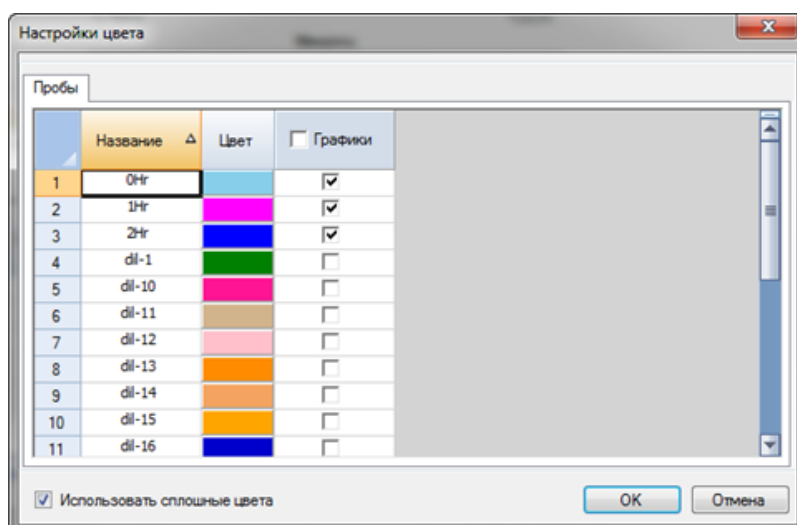 Настройки цвета
Пробы
Название Цвет Графики
1 0Hr
2 1Hr
3 2Hr
4 dil-1
5 dil-10
6 dil-11
7 dil-12
8 dil-13
9 dil-14
10 dil-15
11 dil-16
Использовать сплошные цвета OK Отмена